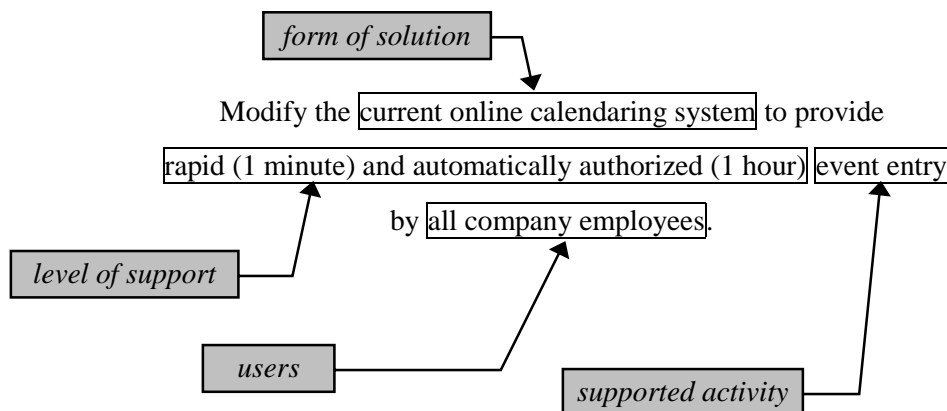 form of solution
Modify the current online calendaring system to provide
rapid (1 minute) and automatically authorized (1 hour) event entry
by all company employees.
level of support
users
supported activity